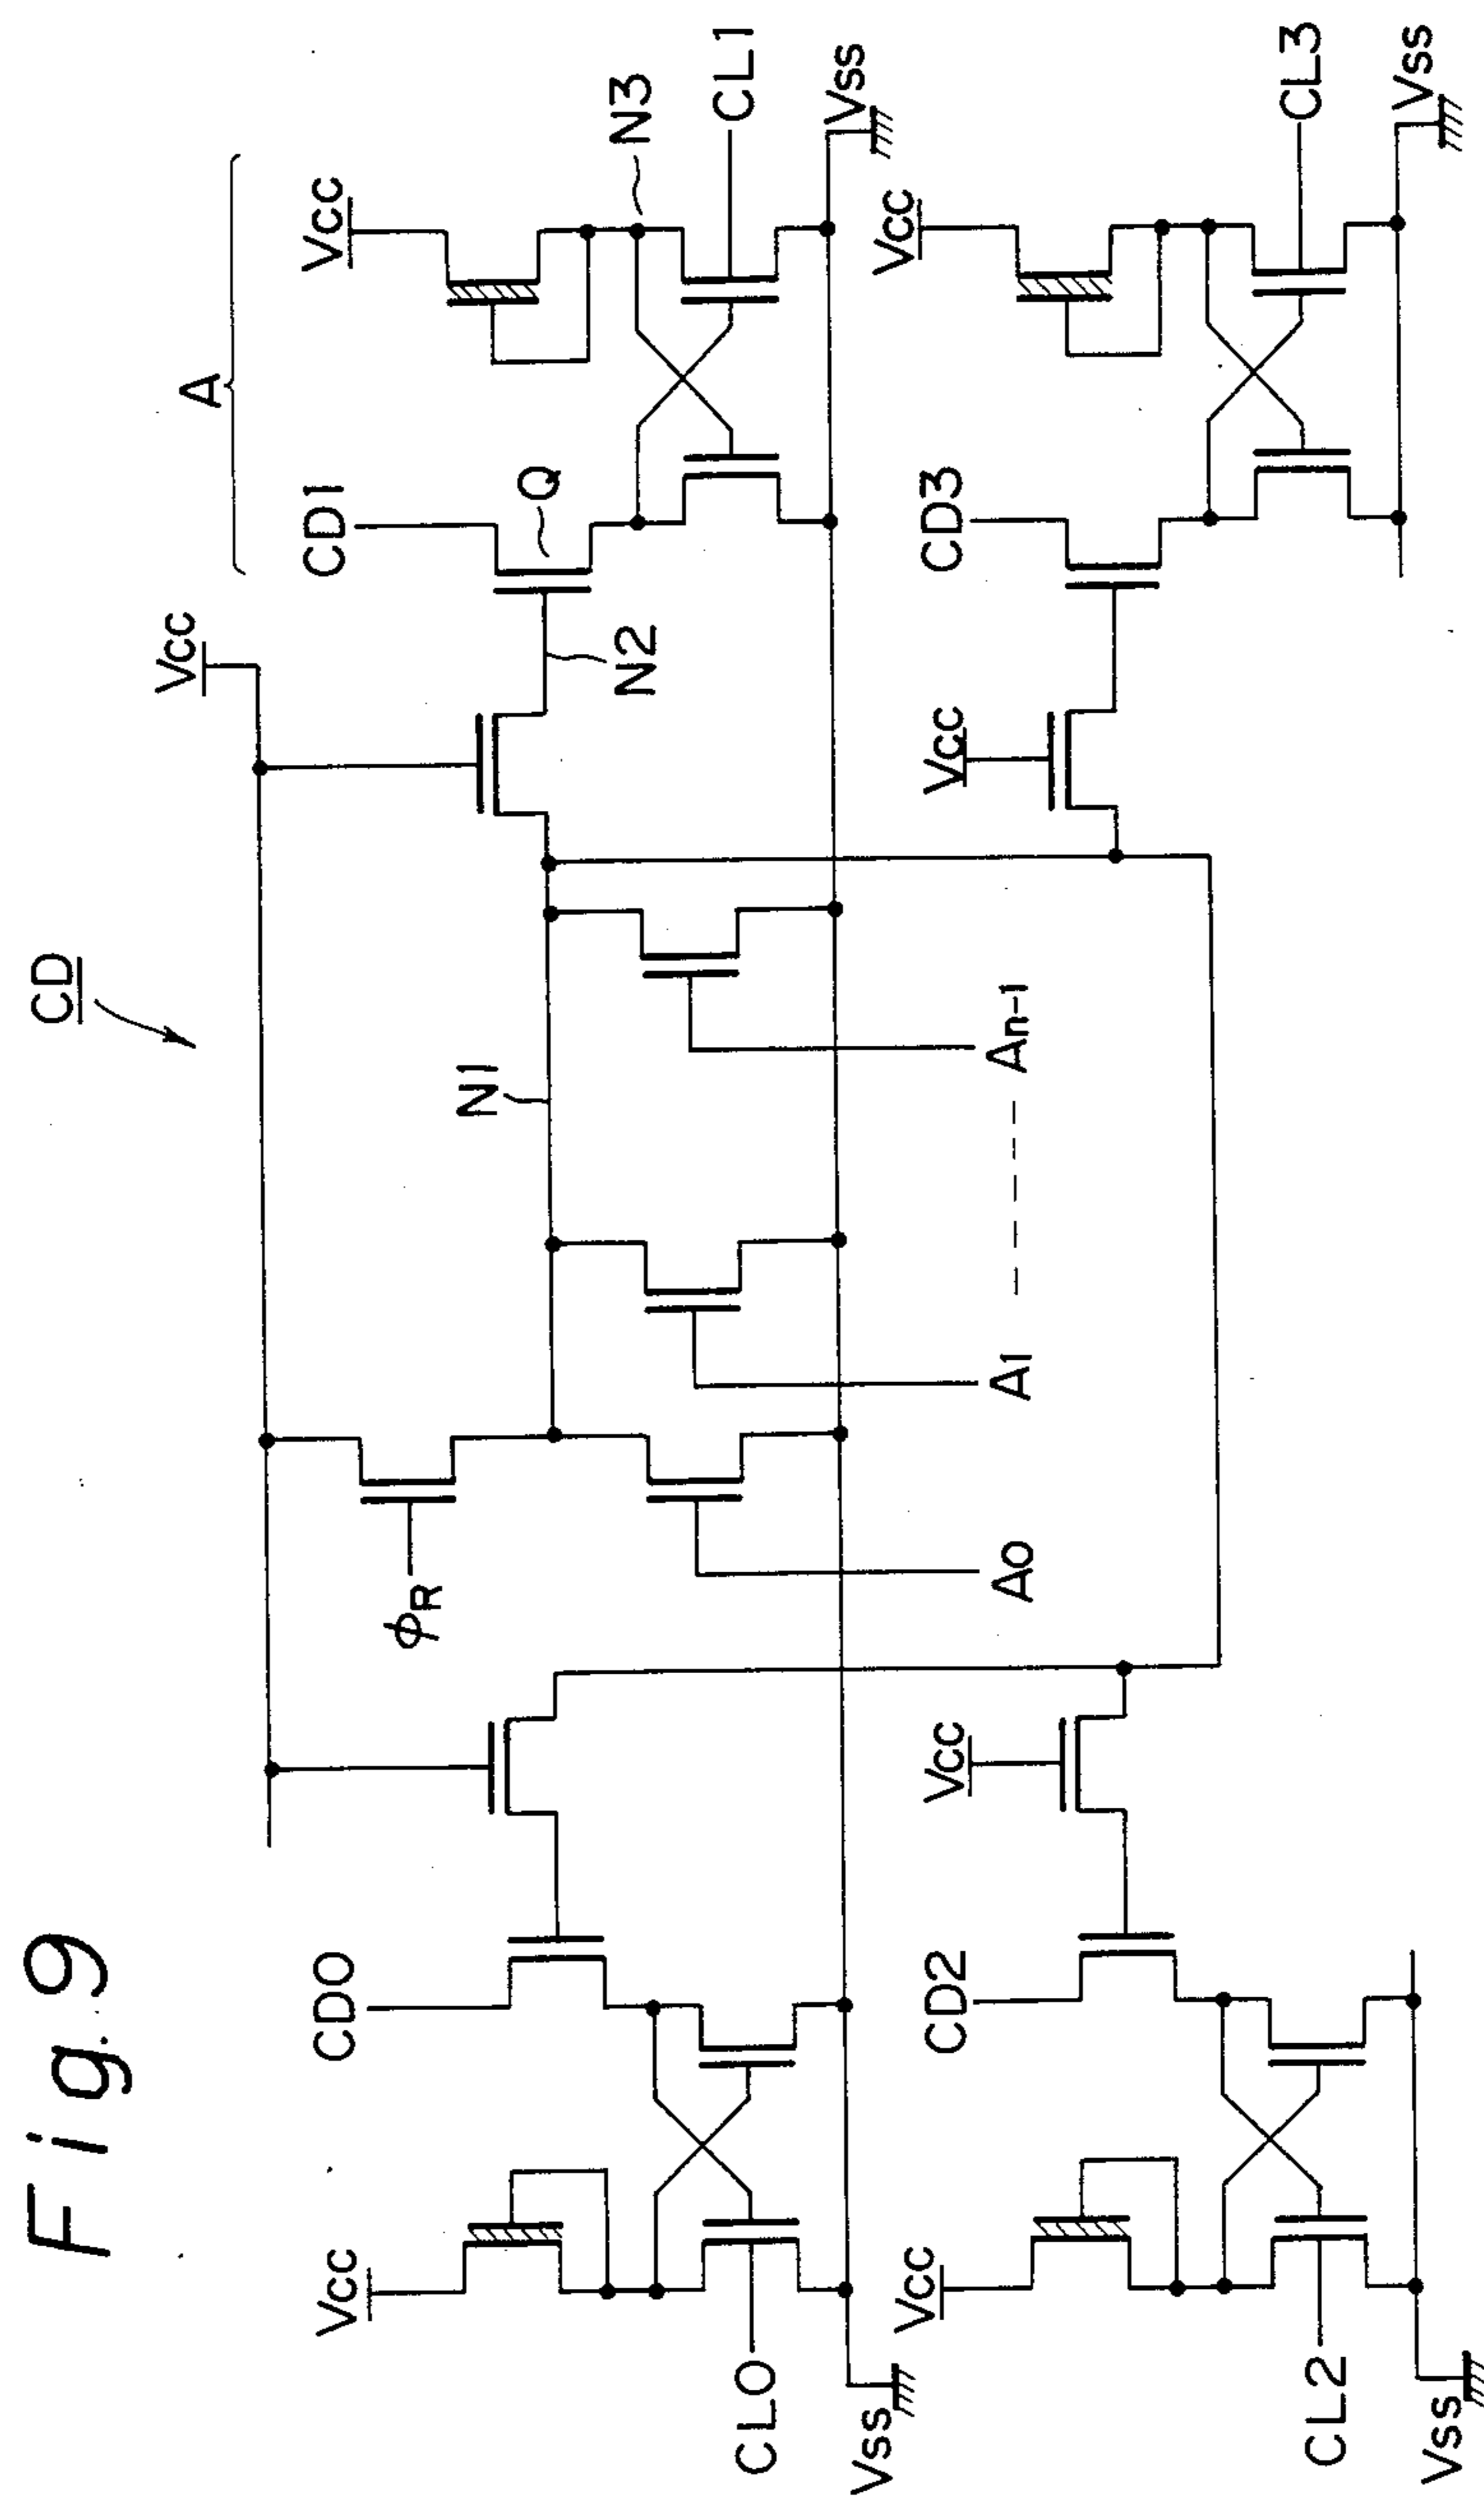 Fig. 9
CD
A
Vcc
Vcc
CD0
CD1
Vcc
Q
φR
N1
N2
N3
CL0
CL1
Vss
Vss
A0
A1
An-1
Vcc
CD2
Vcc
Vcc
CD3
Vcc
CL2
CL3
Vss
Vss